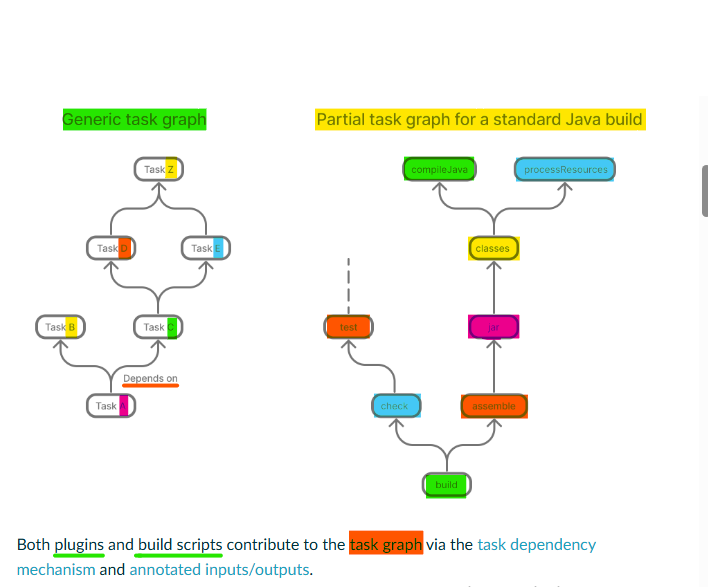 Generic task graph
Partial task graph for a standard Java build
Task Z
compileJava
processResources
Task D
Task E
classes
Task B
Task C
test
jar
Depends on
Task A
check
assemble
build
Both plugins and build scripts contribute to the task graph via the task dependency
mechanism and annotated inputs/outputs.